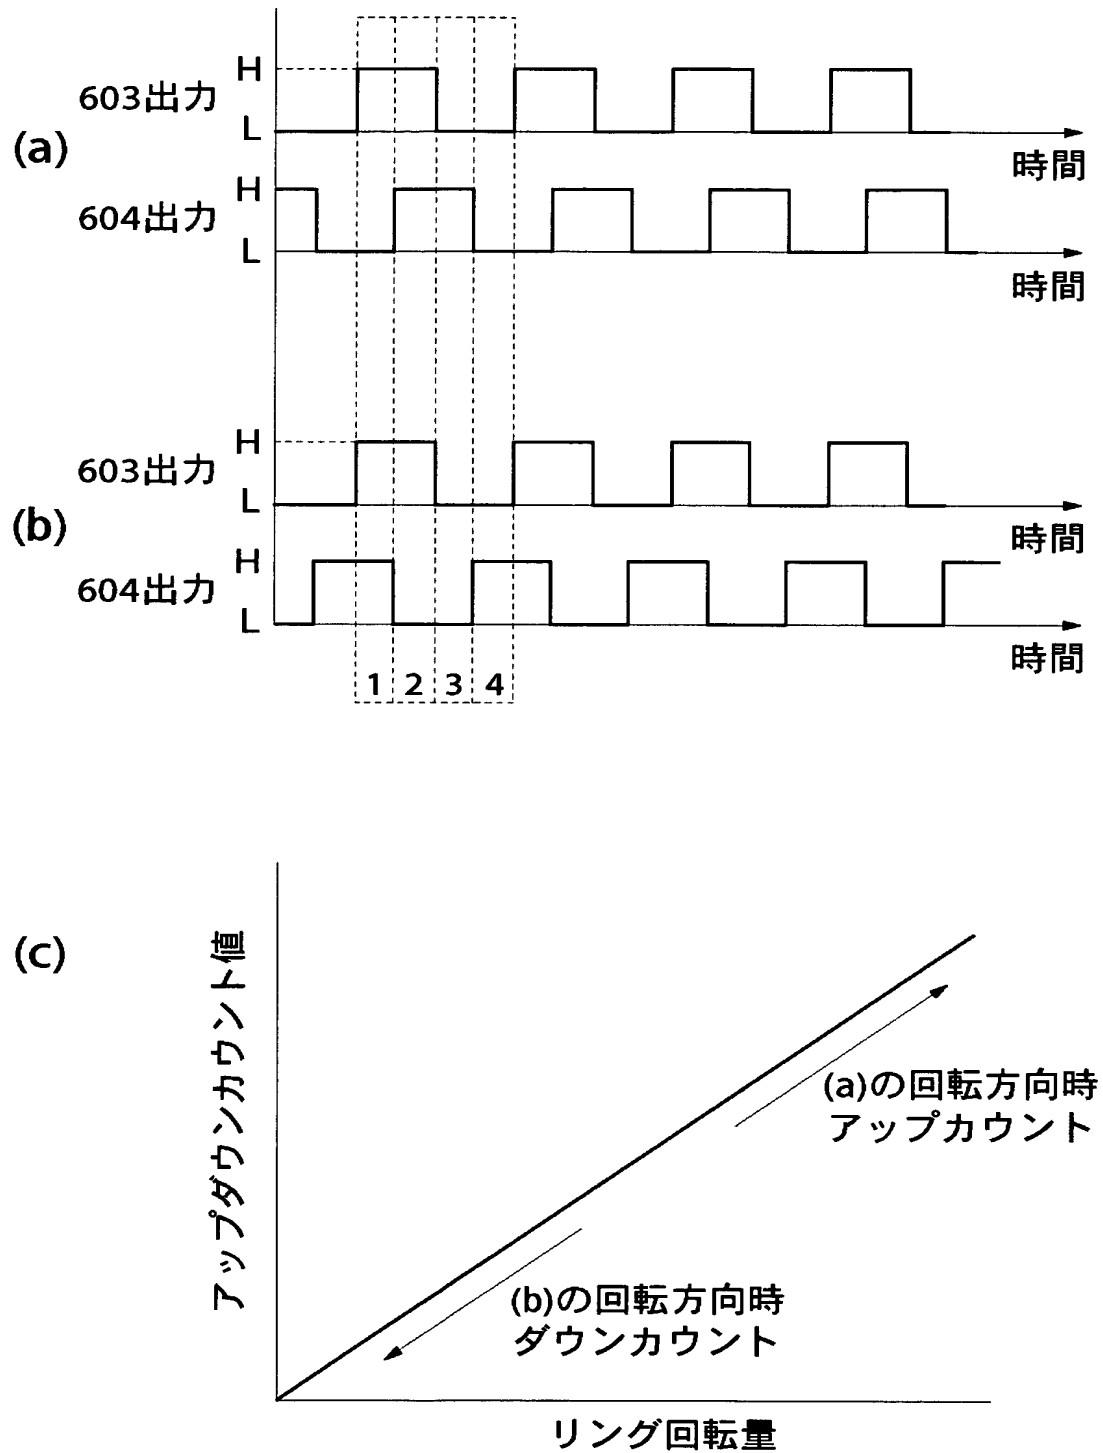 (a)
603出力
H
L
時間
604出力
H
L
時間
(b)
603出力
H
L
時間
604出力
H
L
時間
1 2 3 4
(c)
アップダウンカウント値
(a)の回転方向時
アップカウント
(b)の回転方向時
ダウンカウント
リング回転量